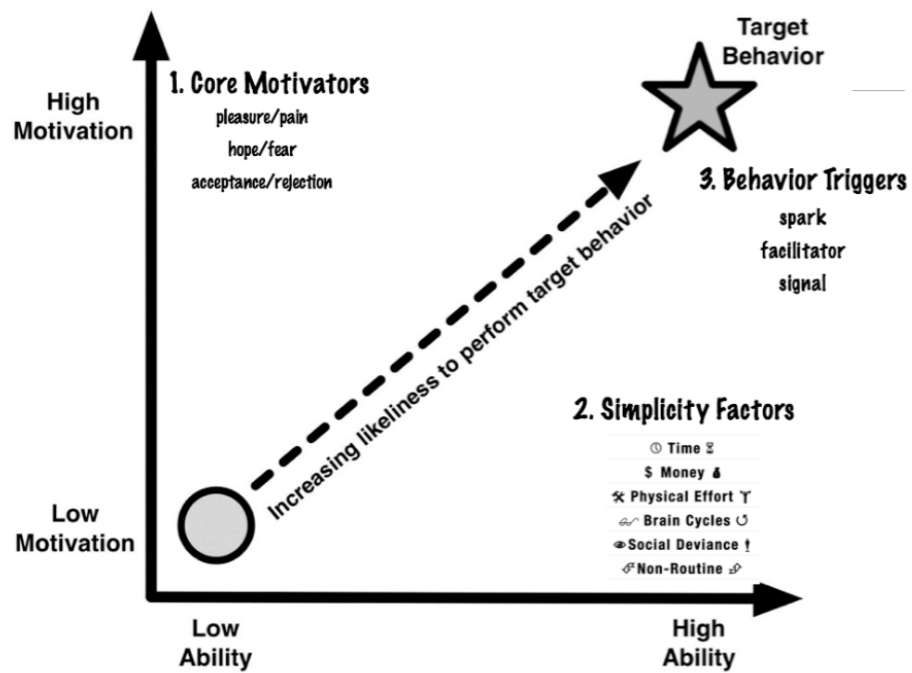 Target
Behavior
1. Core Motivators
High
Motivation
pleasure/pain
hope/fear
acceptance/rejection
3. Behavior Triggers
spark
facilitator
signal
Increasing likeliness to perform target behavior
2. Simplicity Factors
Time
$ Money
Physical Effort
Brain Cycles
Social Deviance
Non-Routine
Low
Motivation
Low
Ability
High
Ability